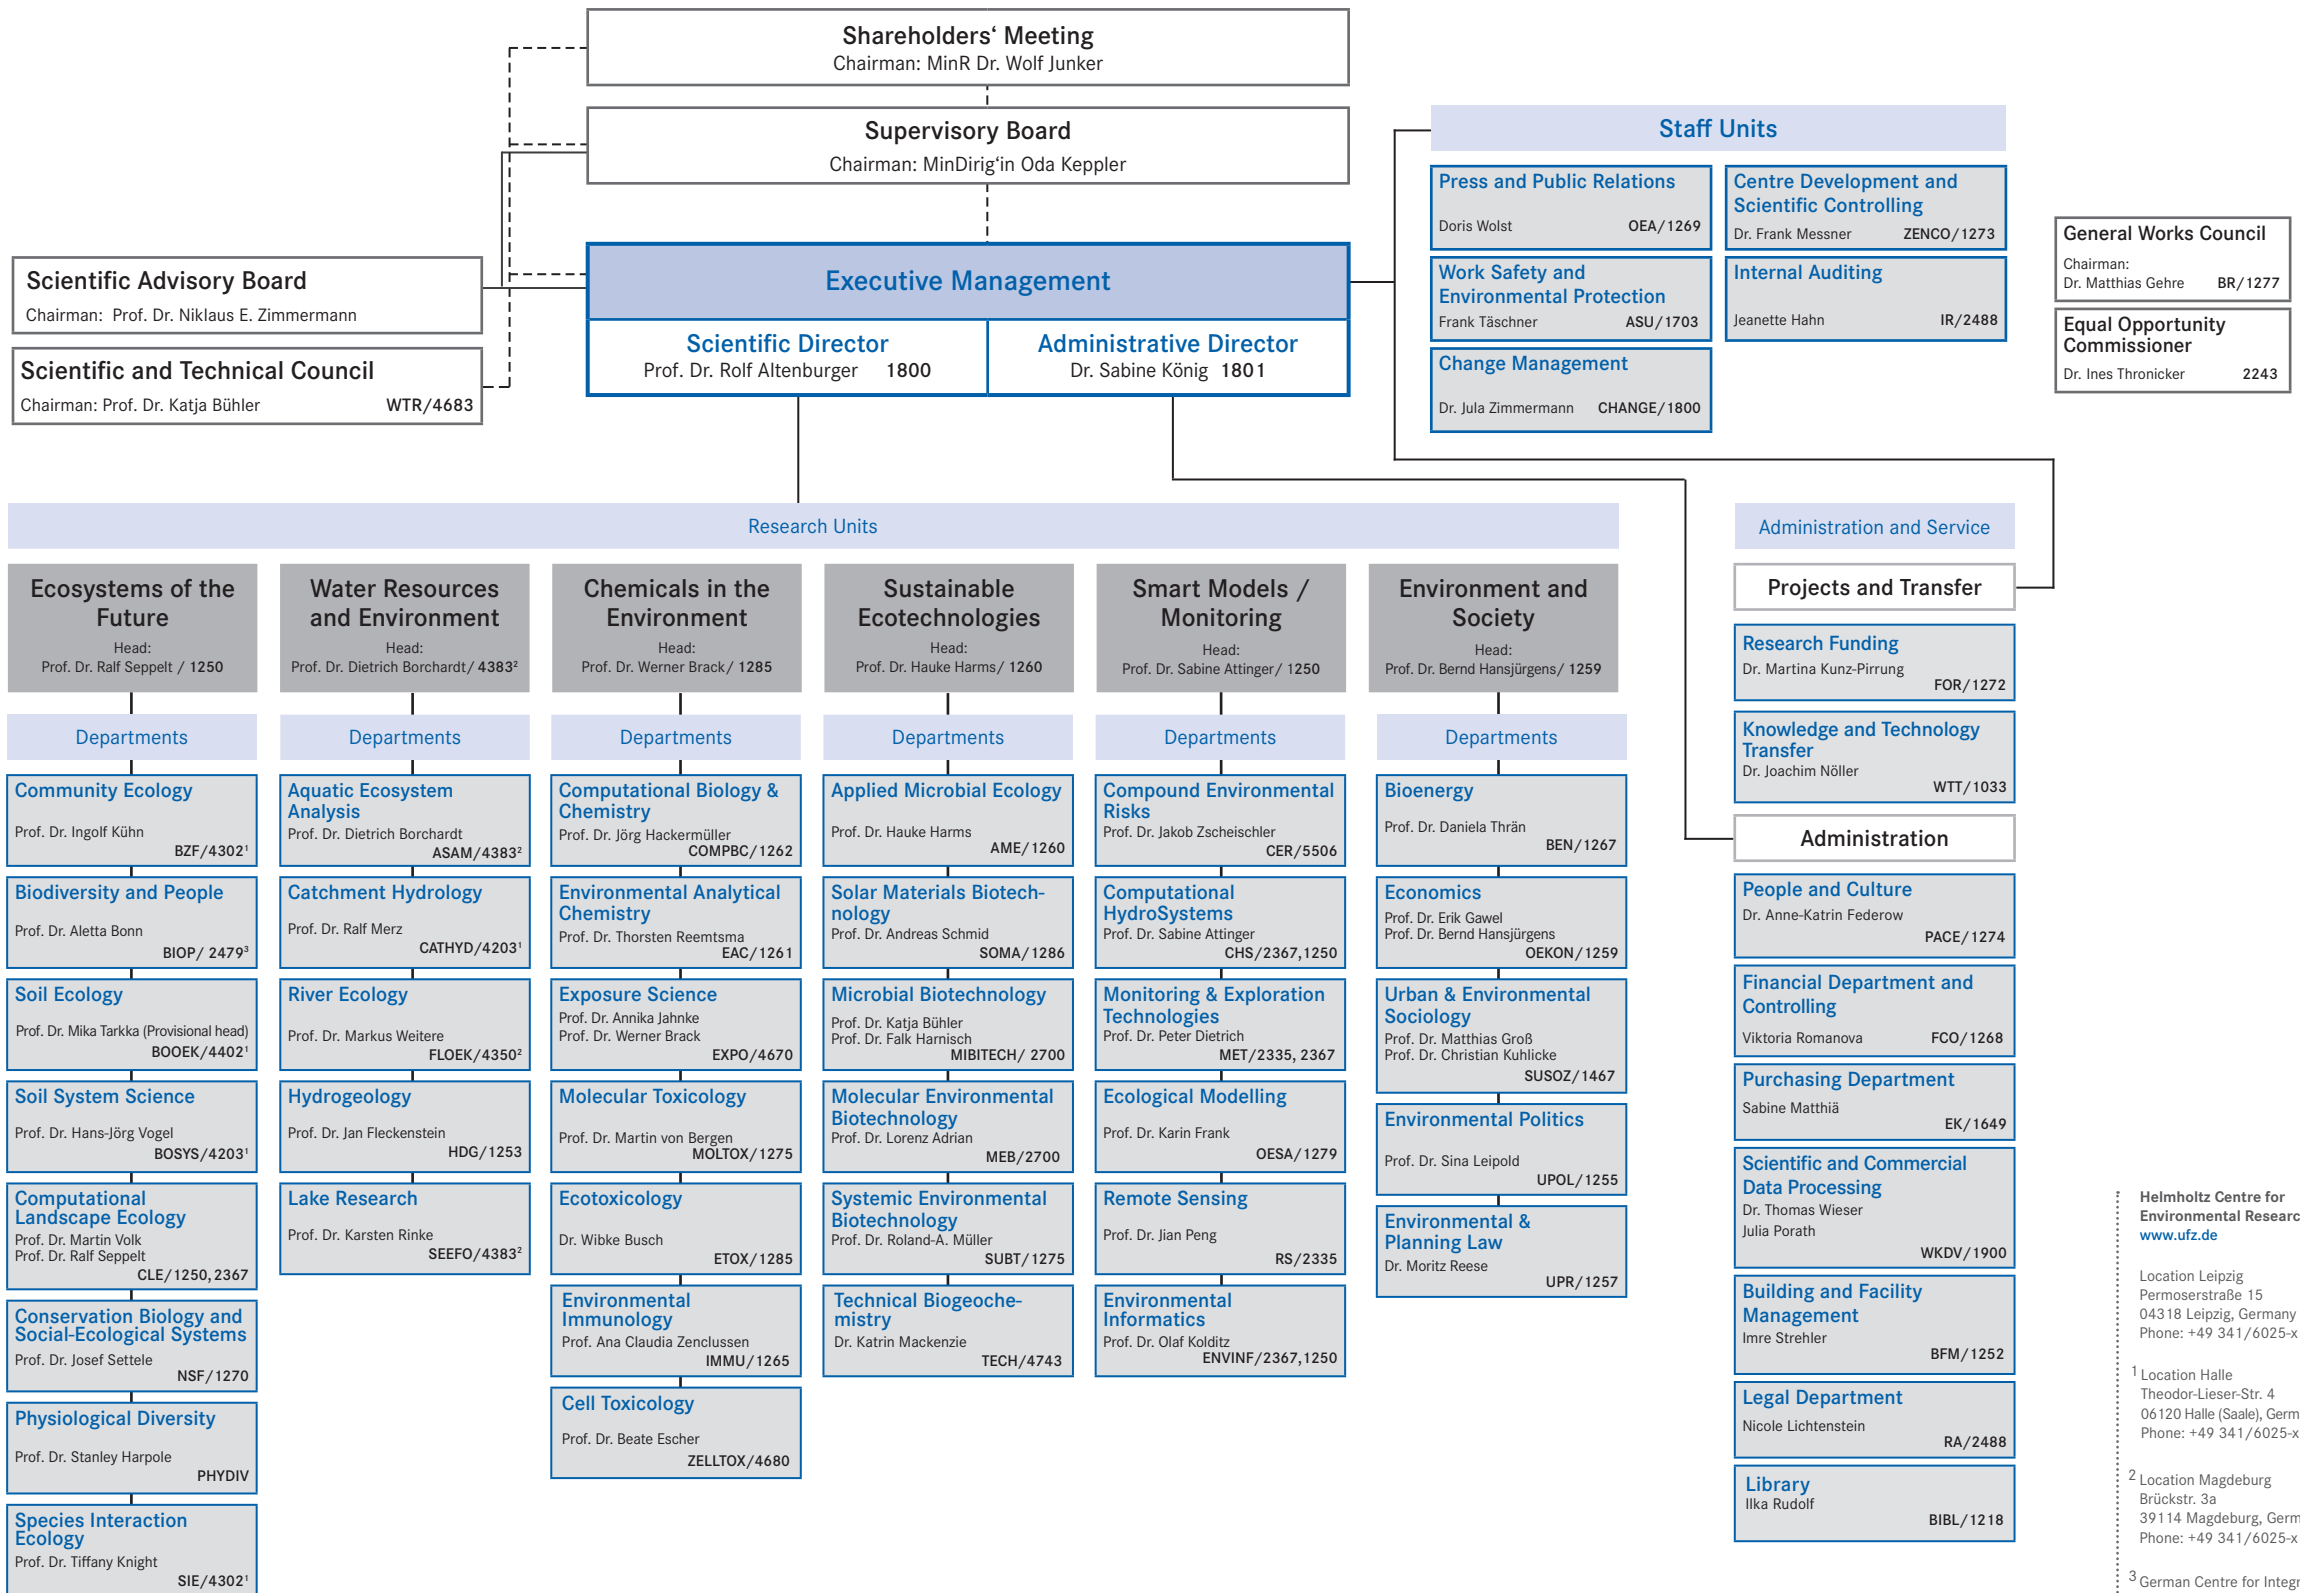 Shareholders‘ Meeting
Chairman: MinR Dr. Wolf Junker
Supervisory Board
Chairman: MinDirig‘in Oda Keppler
Scientific Advisory Board
Chairman: Prof. Dr. Niklaus E. Zimmermann
Scientific and Technical Council
Chairman: Prof. Dr. Katja Bühler WTR/4683
Executive Management
Scientific Director
Prof. Dr. Rolf Altenburger 1800
Administrative Director
Dr. Sabine König 1801
Staff Units
Press and Public Relations
Doris Wolst OEA/1269
Centre Development and
Scientific Controlling
Dr. Frank Messner ZENCO/1273
Work Safety and
Environmental Protection
Frank Täschner ASU/1703
Internal Auditing
Jeanette Hahn IR/2488
Change Management
Dr. Jula Zimmermann CHANGE/1800
General Works Council
Chairman:
Dr. Matthias Gehre BR/1277
Equal Opportunity
Commissioner
Dr. Ines Thronicker 2243
Research Units
Ecosystems of the
Future
Head:
Prof. Dr. Ralf Seppelt / 1250
Departments
Community Ecology
Prof. Dr. Ingolf Kühn
BZF/4302¹
Biodiversity and People
Prof. Dr. Aletta Bonn
BIOP/ 2479³
Soil Ecology
Prof. Dr. Mika Tarkka (Provisional head)
BOOEK/4402¹
Soil System Science
Prof. Dr. Hans-Jörg Vogel
BOSYS/4203¹
Computational
Landscape Ecology
Prof. Dr. Martin Volk
Prof. Dr. Ralf Seppelt
CLE/1250,2367
Conservation Biology and
Social-Ecological Systems
Prof. Dr. Josef Settele
NSF/1270
Physiological Diversity
Prof. Dr. Stanley Harpole
PHYDIV
Species Interaction
Ecology
Prof. Dr. Tiffany Knight
SIE/4302¹
Water Resources
and Environment
Head:
Prof. Dr. Dietrich Borchardt/ 4383²
Departments
Aquatic Ecosystem
Analysis
Prof. Dr. Dietrich Borchardt
ASAM/4383²
Catchment Hydrology
Prof. Dr. Ralf Merz
CATHYD/4203¹
River Ecology
Prof. Dr. Markus Weitere
FLOEK/4350²
Hydrogeology
Prof. Dr. Jan Fleckenstein
HDG/1253
Lake Research
Prof. Dr. Karsten Rinke
SEEFO/4383²
Chemicals in the
Environment
Head:
Prof. Dr. Werner Brack/ 1285
Departments
Computational Biology &
Chemistry
Prof. Dr. Jörg Hackermüller
COMPBC/1262
Environmental Analytical
Chemistry
Prof. Dr. Thorsten Reemtsma
EAC/1261
Exposure Science
Prof. Dr. Annika Jahnke
Prof. Dr. Werner Brack
EXPO/4670
Molecular Toxicology
Prof. Dr. Martin von Bergen
MOLTOX/1275
Ecotoxicology
Dr. Wibke Busch
ETOX/1285
Environmental
Immunology
Prof. Ana Claudia Zenclussen
IMMU/1265
Cell Toxicology
Prof. Dr. Beate Escher
ZELLTOX/4680
Sustainable
Ecotechnologies
Head:
Prof. Dr. Hauke Harms/ 1260
Departments
Applied Microbial Ecology
Prof. Dr. Hauke Harms
AME/1260
Solar Materials Biotech-
nology
Prof. Dr. Andreas Schmid
SOMA/1286
Microbial Biotechnology
Prof. Dr. Katja Bühler
Prof. Dr. Falk Harnisch
MIBITECH/ 2700
Molecular Environmental
Biotechnology
Prof. Dr. Lorenz Adrian
MEB/2700
Systemic Environmental
Biotechnology
Prof. Dr. Roland-A. Müller
SUBT/1275
Technical Biogeoche-
mistry
Dr. Katrin Mackenzie
TECH/4743
Smart Models /
Monitoring
Head:
Prof. Dr. Sabine Attinger/ 1250
Departments
Compound Environmental
Risks
Prof. Dr. Jakob Zscheischler
CER/5506
Computational
HydroSystems
Prof. Dr. Sabine Attinger
CHS/2367,1250
Monitoring & Exploration
Technologies
Prof. Dr. Peter Dietrich
MET/2335, 2367
Ecological Modelling
Prof. Dr. Karin Frank
OESA/1279
Remote Sensing
Prof. Dr. Jian Peng
RS/2335
Environmental
Informatics
Prof. Dr. Olaf Kolditz
ENVINF/2367,1250
Environment and
Society
Head:
Prof. Dr. Bernd Hansjürgens/ 1259
Departments
Bioenergy
Prof. Dr. Daniela Thrän
BEN/1267
Economics
Prof. Dr. Erik Gawel
Prof. Dr. Bernd Hansjürgens
OEKON/1259
Urban & Environmental
Sociology
Prof. Dr. Matthias Groß
Prof. Dr. Christian Kuhlicke
SUSOZ/1467
Environmental Politics
Prof. Dr. Sina Leipold
UPOL/1255
Environmental &
Planning Law
Dr. Moritz Reese
UPR/1257
Administration and Service
Projects and Transfer
Research Funding
Dr. Martina Kunz-Pirrung
FOR/1272
Knowledge and Technology
Transfer
Dr. Joachim Nöller
WTT/1033
Administration
People and Culture
Dr. Anne-Katrin Federow
PACE/1274
Financial Department and
Controlling
Viktoria Romanova FCO/1268
Purchasing Department
Sabine Matthiä
EK/1649
Scientific and Commercial
Data Processing
Dr. Thomas Wieser
Julia Porath
WKDV/1900
Building and Facility
Management
Imre Strehler
BFM/1252
Legal Department
Nicole Lichtenstein
RA/2488
Library
Ilka Rudolf
BIBL/1218
Helmholtz Centre for
Environmental Researc
www.ufz.de
Location Leipzig
Permoserstraße 15
04318 Leipzig, Germany
Phone: +49 341/6025-x
1 Location Halle
Theodor-Lieser-Str. 4
06120 Halle (Saale), Germ
Phone: +49 341/6025-x
2 Location Magdeburg
Brückstr. 3a
39114 Magdeburg, Germ
Phone: +49 341/6025-x
3 German Centre for Integr